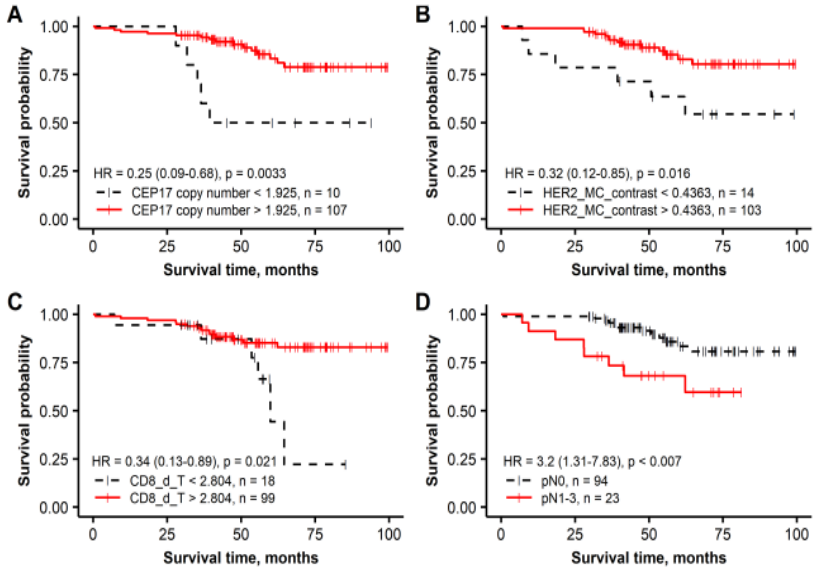 A
Survival probability
1.00
0.75
0.50
0.25
0.00
HR = 0.25 (0.09-0.68), p = 0.0033
CEP17 copy number < 1.925, n = 10
CEP17 copy number > 1.925, n = 107
0 25 50 75 100
Survival time, months
B
Survival probability
1.00
0.75
0.50
0.25
0.00
HR = 0.32 (0.12-0.85), p = 0.016
HER2_MC_contrast < 0.4363, n = 14
HER2_MC_contrast > 0.4363, n = 103
0 25 50 75 100
Survival time, months
C
Survival probability
1.00
0.75
0.50
0.25
0.00
HR = 0.34 (0.13-0.89), p = 0.021
CD8_d_T < 2.804, n = 18
CD8_d_T > 2.804, n = 99
0 25 50 75 100
Survival time, months
D
Survival probability
1.00
0.75
0.50
0.25
0.00
HR = 3.2 (1.31-7.83), p < 0.007
pN0, n = 94
pN1-3, n = 23
0 25 50 75 100
Survival time, months